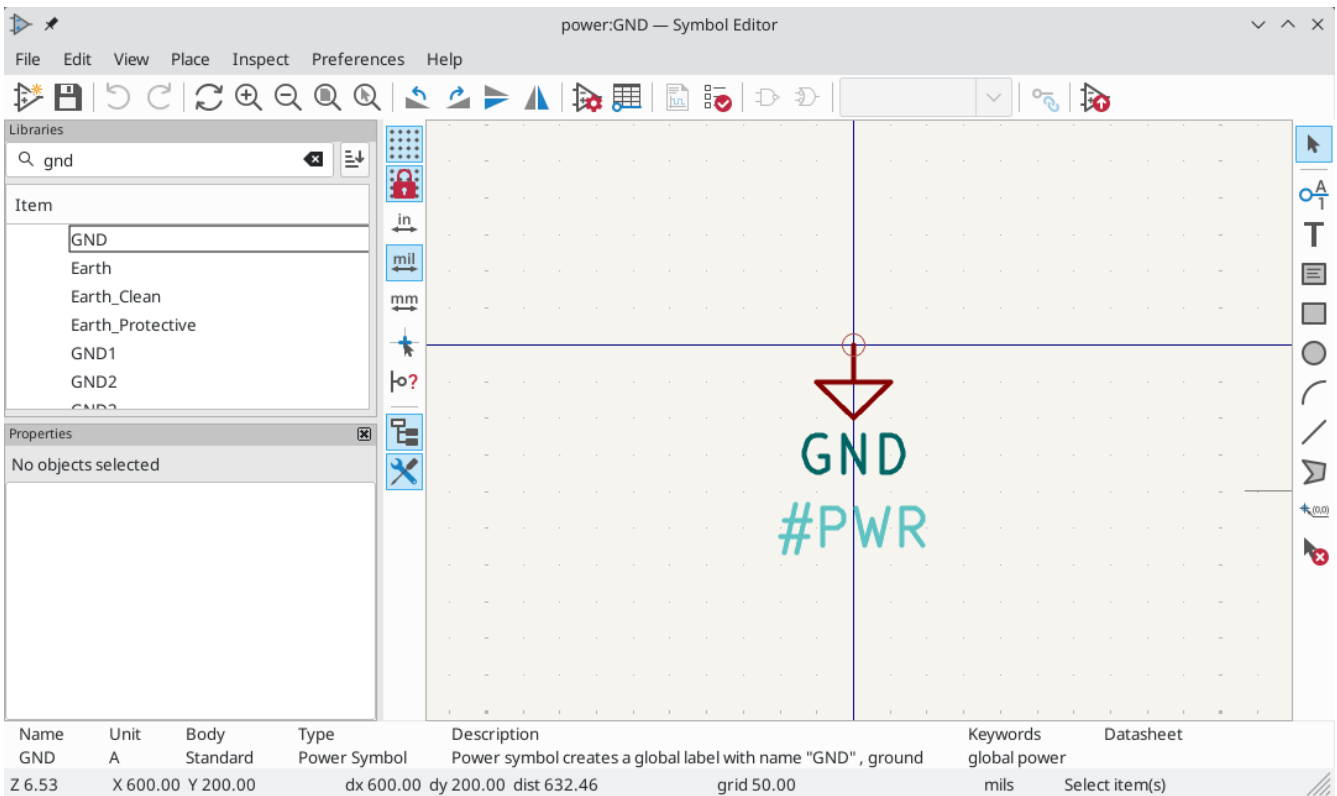 power:GND — Symbol Editor
File Edit View Place Inspect Preferences Help
Libraries
gnd
Item
GND
Earth
Earth_Clean
Earth_Protective
GND1
GND2
Properties
No objects selected
in
mil
mm
?
GND
#PWR
A
1
T
(0,0)
Name Unit Body Type Description Keywords Datasheet
GND A Standard Power Symbol Power symbol creates a global label with name "GND" , ground global power
Z 6.53 X 600.00 Y 200.00 dx 600.00 dy 200.00 dist 632.46 grid 50.00 mils Select item(s)